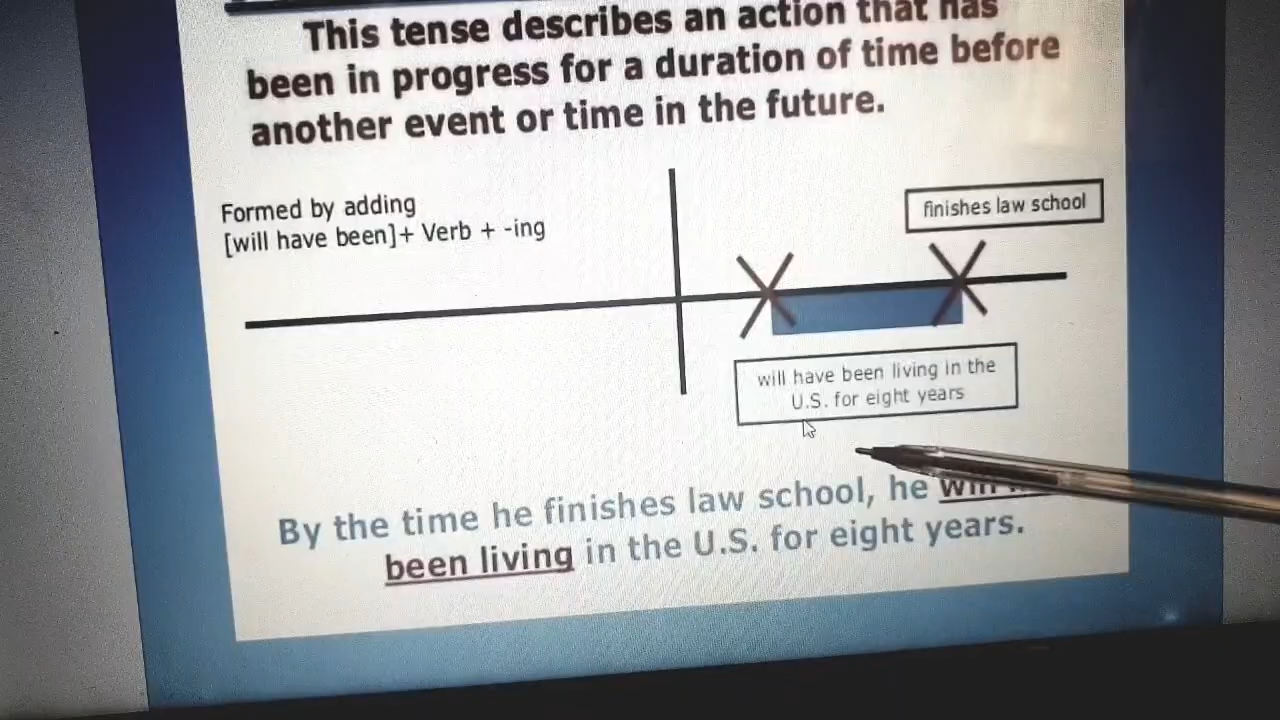 This tense describes an action that has
been in progress for a duration of time before
another event or time in the future.
Formed by adding
[will have been]+ Verb + -ing
finishes law school
will have been living in the
U.S. for eight years
By the time he finishes law school, he will
been living in the U.S. for eight years.